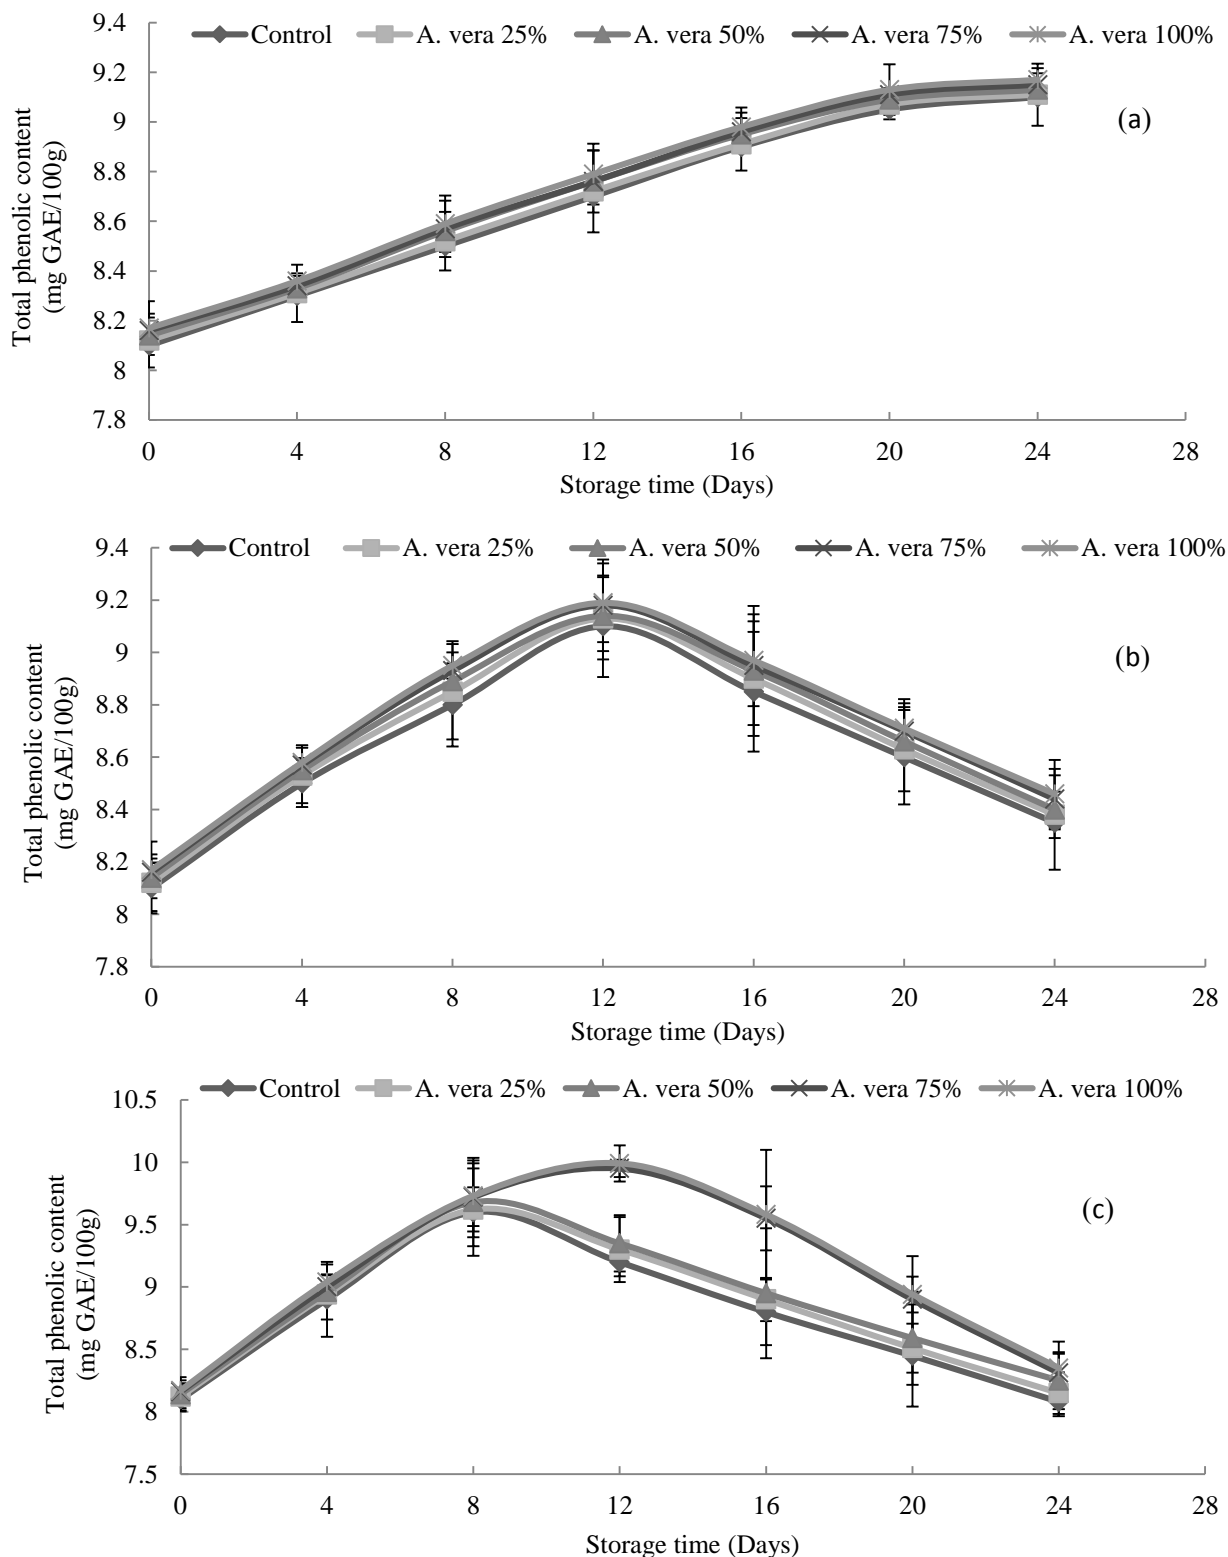 Control A. vera 25% A. vera 50% A. vera 75% A. vera 100%
9.4
9.2
9
8.8
8.6
8.4
8.2
8
7.8
Total phenolic content
(mg GAE/100g)
(a)
0 4 8 12 16 20 24 28
Storage time (Days)
Control A. vera 25% A. vera 50% A. vera 75% A. vera 100%
9.4
9.2
9
8.8
8.6
8.4
8.2
8
7.8
Total phenolic content
(mg GAE/100g)
(b)
0 4 8 12 16 20 24 28
Storage time (Days)
Control A. vera 25% A. vera 50% A. vera 75% A. vera 100%
10.5
10
9.5
9
8.5
8
7.5
Total phenolic content
(mg GAE/100g)
(c)
0 4 8 12 16 20 24 28
Storage time (Days)